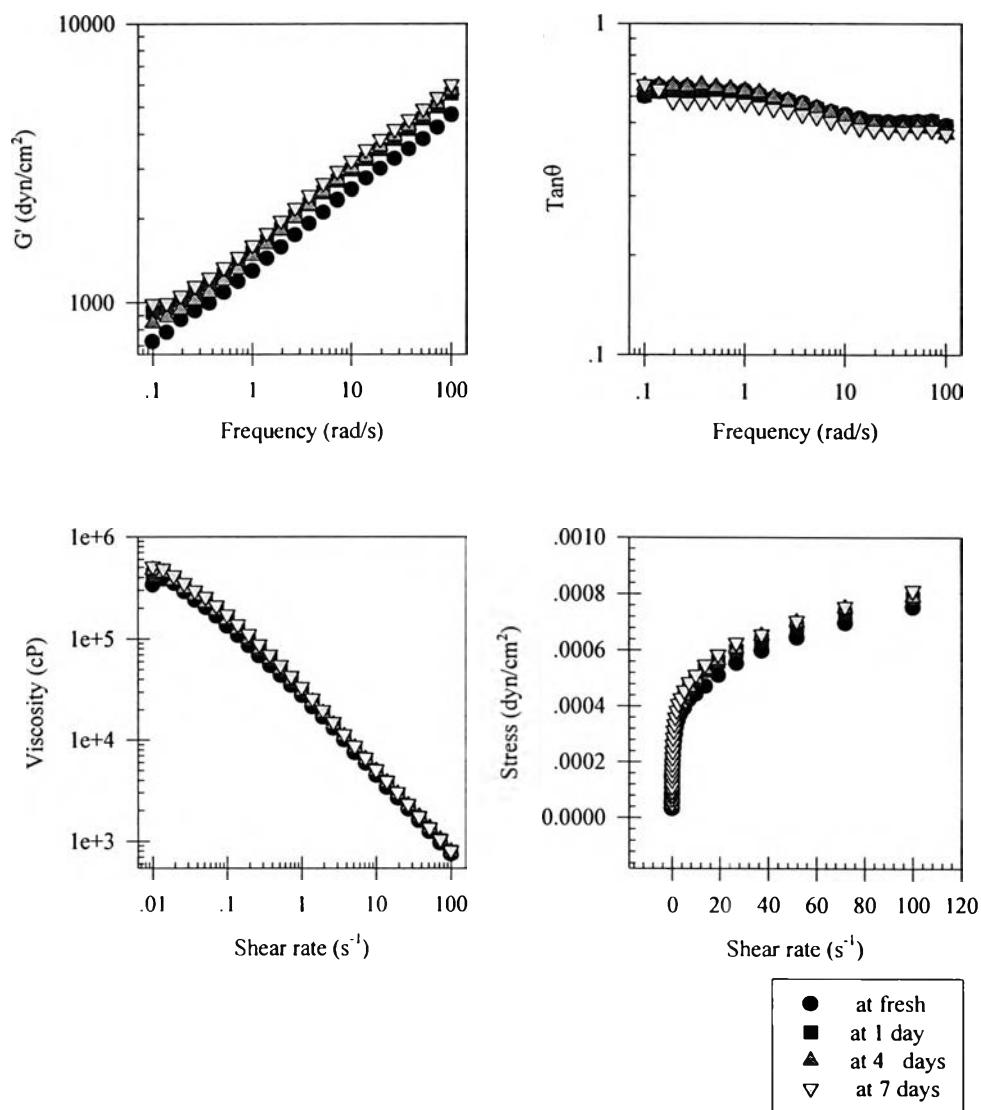 10000
1000
G' (dyn/cm²)
.1 1 10 100
Frequency (rad/s)
1
.1
Tanθ
.1 1 10 100
Frequency (rad/s)
1e+6
1e+5
1e+4
1e+3
Viscosity (cP)
.01 .1 1 10 100
Shear rate (s⁻¹)
.0010
.0008
.0006
.0004
.0002
0.0000
Stress (dyn/cm²)
0 20 40 60 80 100 120
Shear rate (s⁻¹)
at fresh
at 1 day
at 4 days
at 7 days